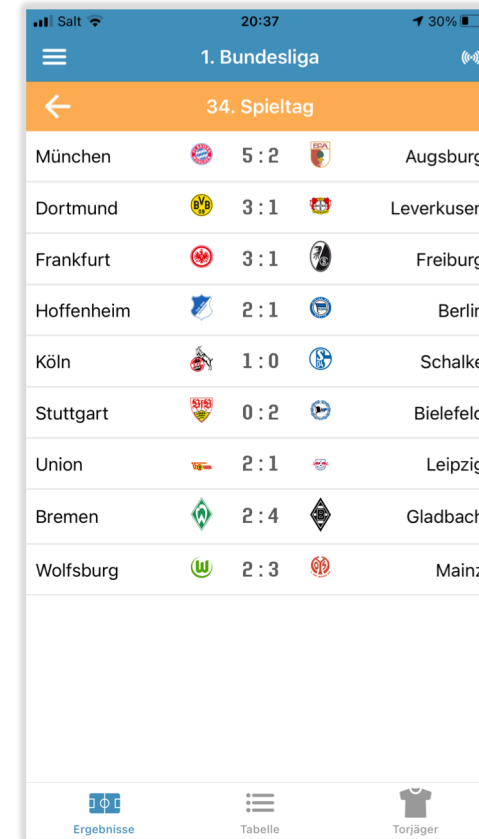 Salt 20:37 30%
1. Bundesliga
34. Spieltag
München 5:2 Augsburg
Dortmund 3:1 Leverkusen
Frankfurt 3:1 Freiburg
Hoffenheim 2:1 Berlin
Köln 1:0 Schalke
Stuttgart 0:2 Bielefeld
Union 2:1 Leipzig
Bremen 2:4 Gladbach
Wolfsburg 2:3 Mainz
Ergebnisse Tabelle Torjäger